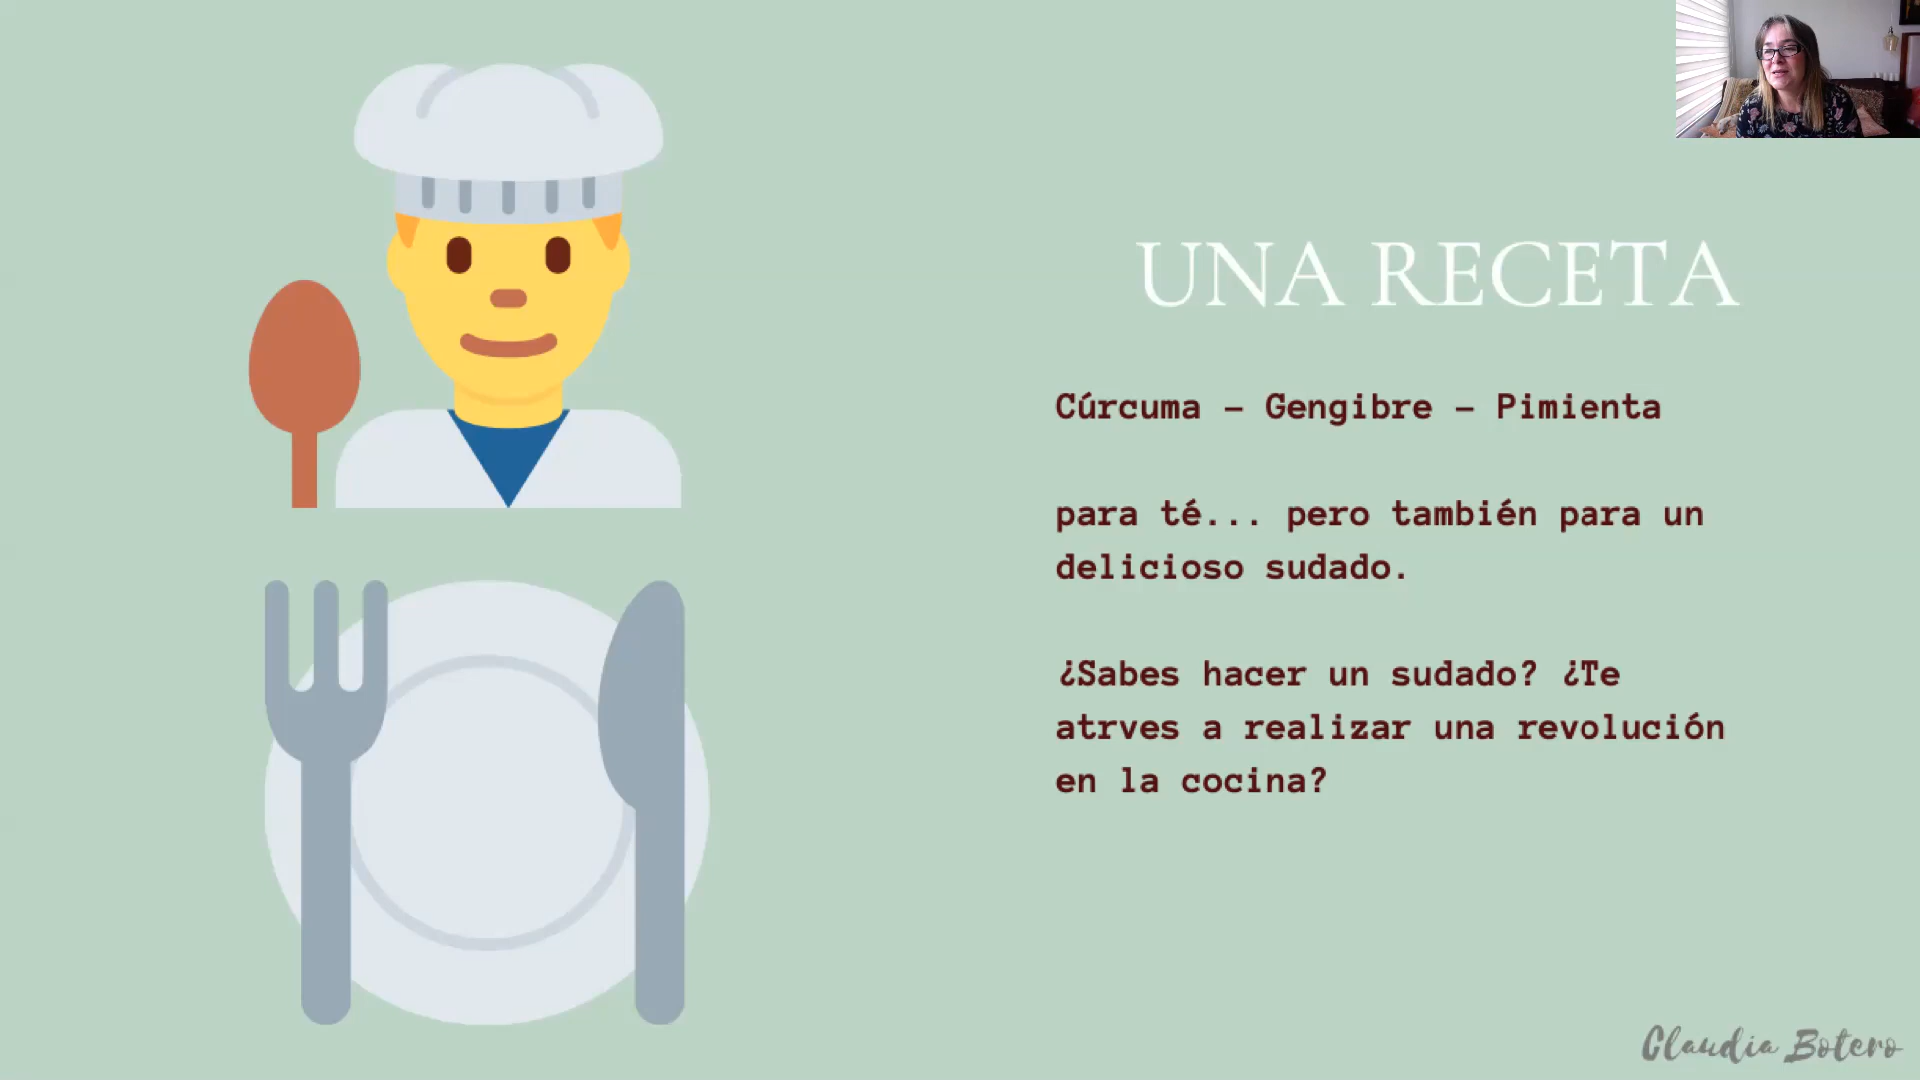 UNA RECETA
Cúrcuma - Gengibre - Pimienta
para té... pero también para un
delicioso sudado.
¿Sabes hacer un sudado? ¿Te
atrves a realizar una revolución
en la cocina?
Claudia Botero